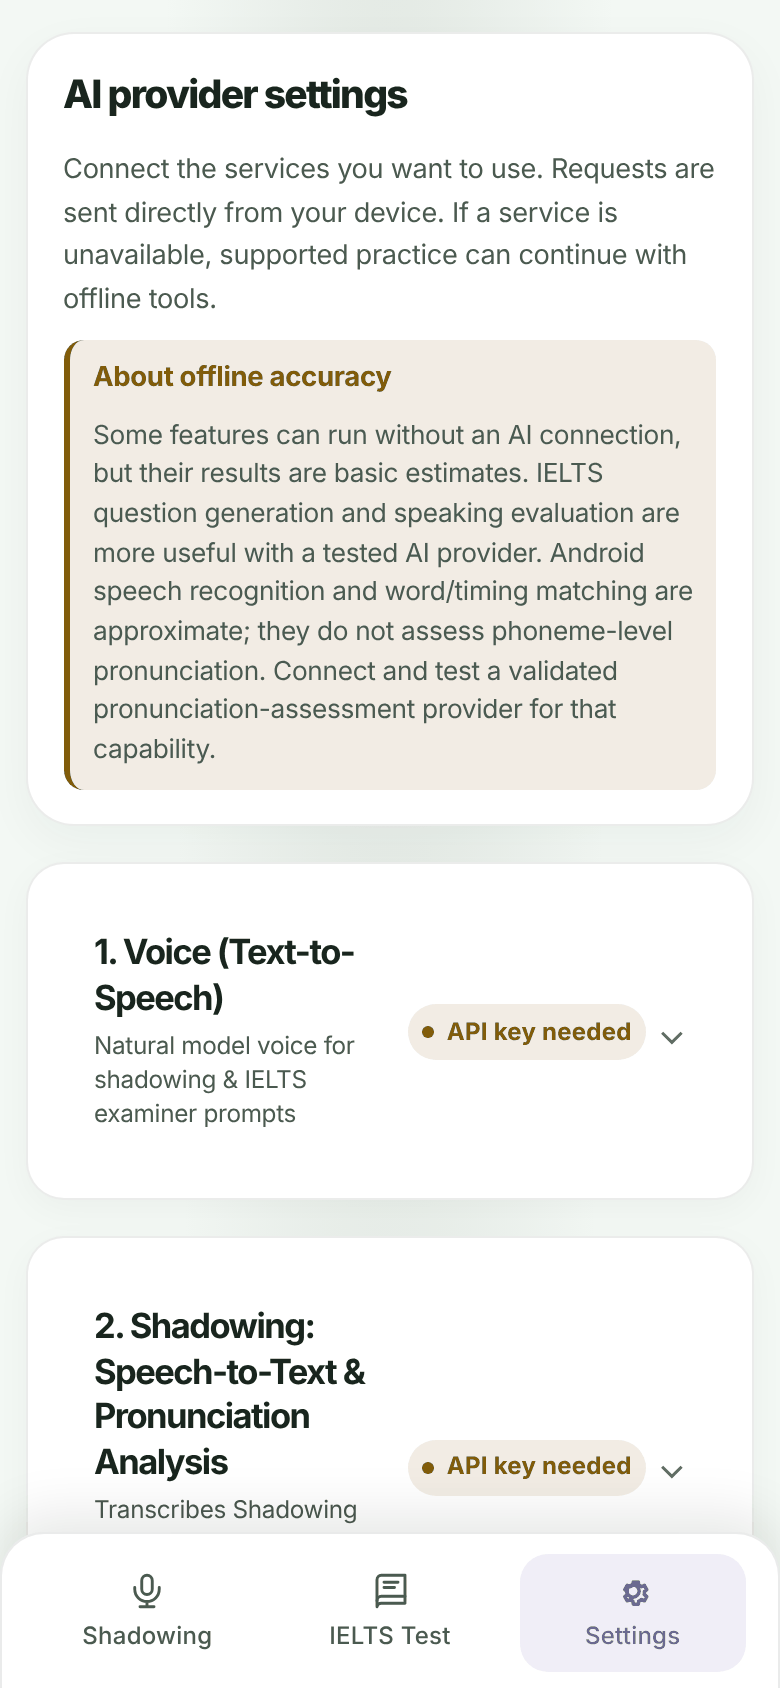 AI provider settings
Connect the services you want to use. Requests are
sent directly from your device. If a service is
unavailable, supported practice can continue with
offline tools.
About offline accuracy
Some features can run without an AI connection,
but their results are basic estimates. IELTS
question generation and speaking evaluation are
more useful with a tested AI provider. Android
speech recognition and word/timing matching are
approximate; they do not assess phoneme-level
pronunciation. Connect and test a validated
pronunciation-assessment provider for that
capability.
1. Voice (Text-to-
Speech)
Natural model voice for
shadowing & IELTS
examiner prompts
API key needed
2. Shadowing:
Speech-to-Text &
Pronunciation
Analysis
Transcribes Shadowing
API key needed
Shadowing
IELTS Test
Settings